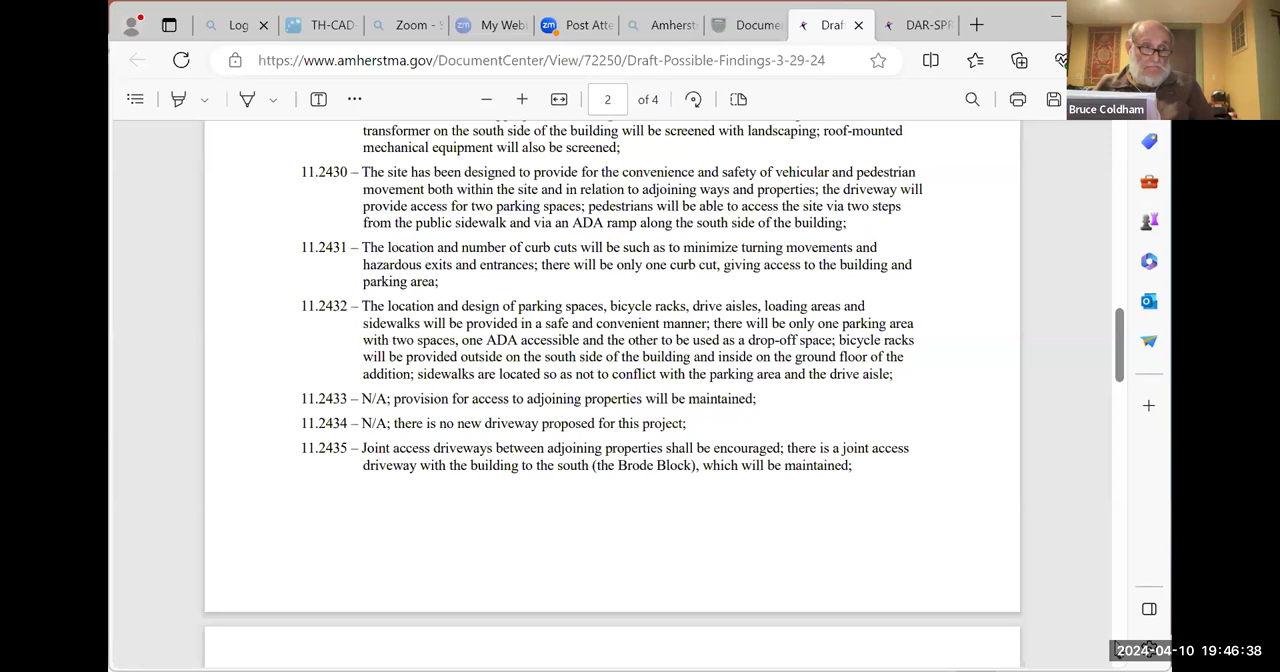 Log
TH-CAD-
Zoom - S
zm My Webi
zm Post Atte
Amherst
Docume
Draf
DAR-SPR
https://www.amherstma.gov/DocumentCenter/View/72250/Draft-Possible-Findings-3-29-24
2 of 4
Bruce Coldham
transformer on the south side of the building will be screened with landscaping; roof-mounted
mechanical equipment will also be screened;
11.2430 – The site has been designed to provide for the convenience and safety of vehicular and pedestrian
movement both within the site and in relation to adjoining ways and properties; the driveway will
provide access for two parking spaces; pedestrians will be able to access the site via two steps
from the public sidewalk and via an ADA ramp along the south side of the building;
11.2431 – The location and number of curb cuts will be such as to minimize turning movements and
hazardous exits and entrances; there will be only one curb cut, giving access to the building and
parking area;
11.2432 – The location and design of parking spaces, bicycle racks, drive aisles, loading areas and
sidewalks will be provided in a safe and convenient manner; there will be only one parking area
with two spaces, one ADA accessible and the other to be used as a drop-off space; bicycle racks
will be provided outside on the south side of the building and inside on the ground floor of the
addition; sidewalks are located so as not to conflict with the parking area and the drive aisle;
11.2433 – N/A; provision for access to adjoining properties will be maintained;
11.2434 – N/A; there is no new driveway proposed for this project;
11.2435 – Joint access driveways between adjoining properties shall be encouraged; there is a joint access
driveway with the building to the south (the Brode Block), which will be maintained;
2024-04-10 19:46:38